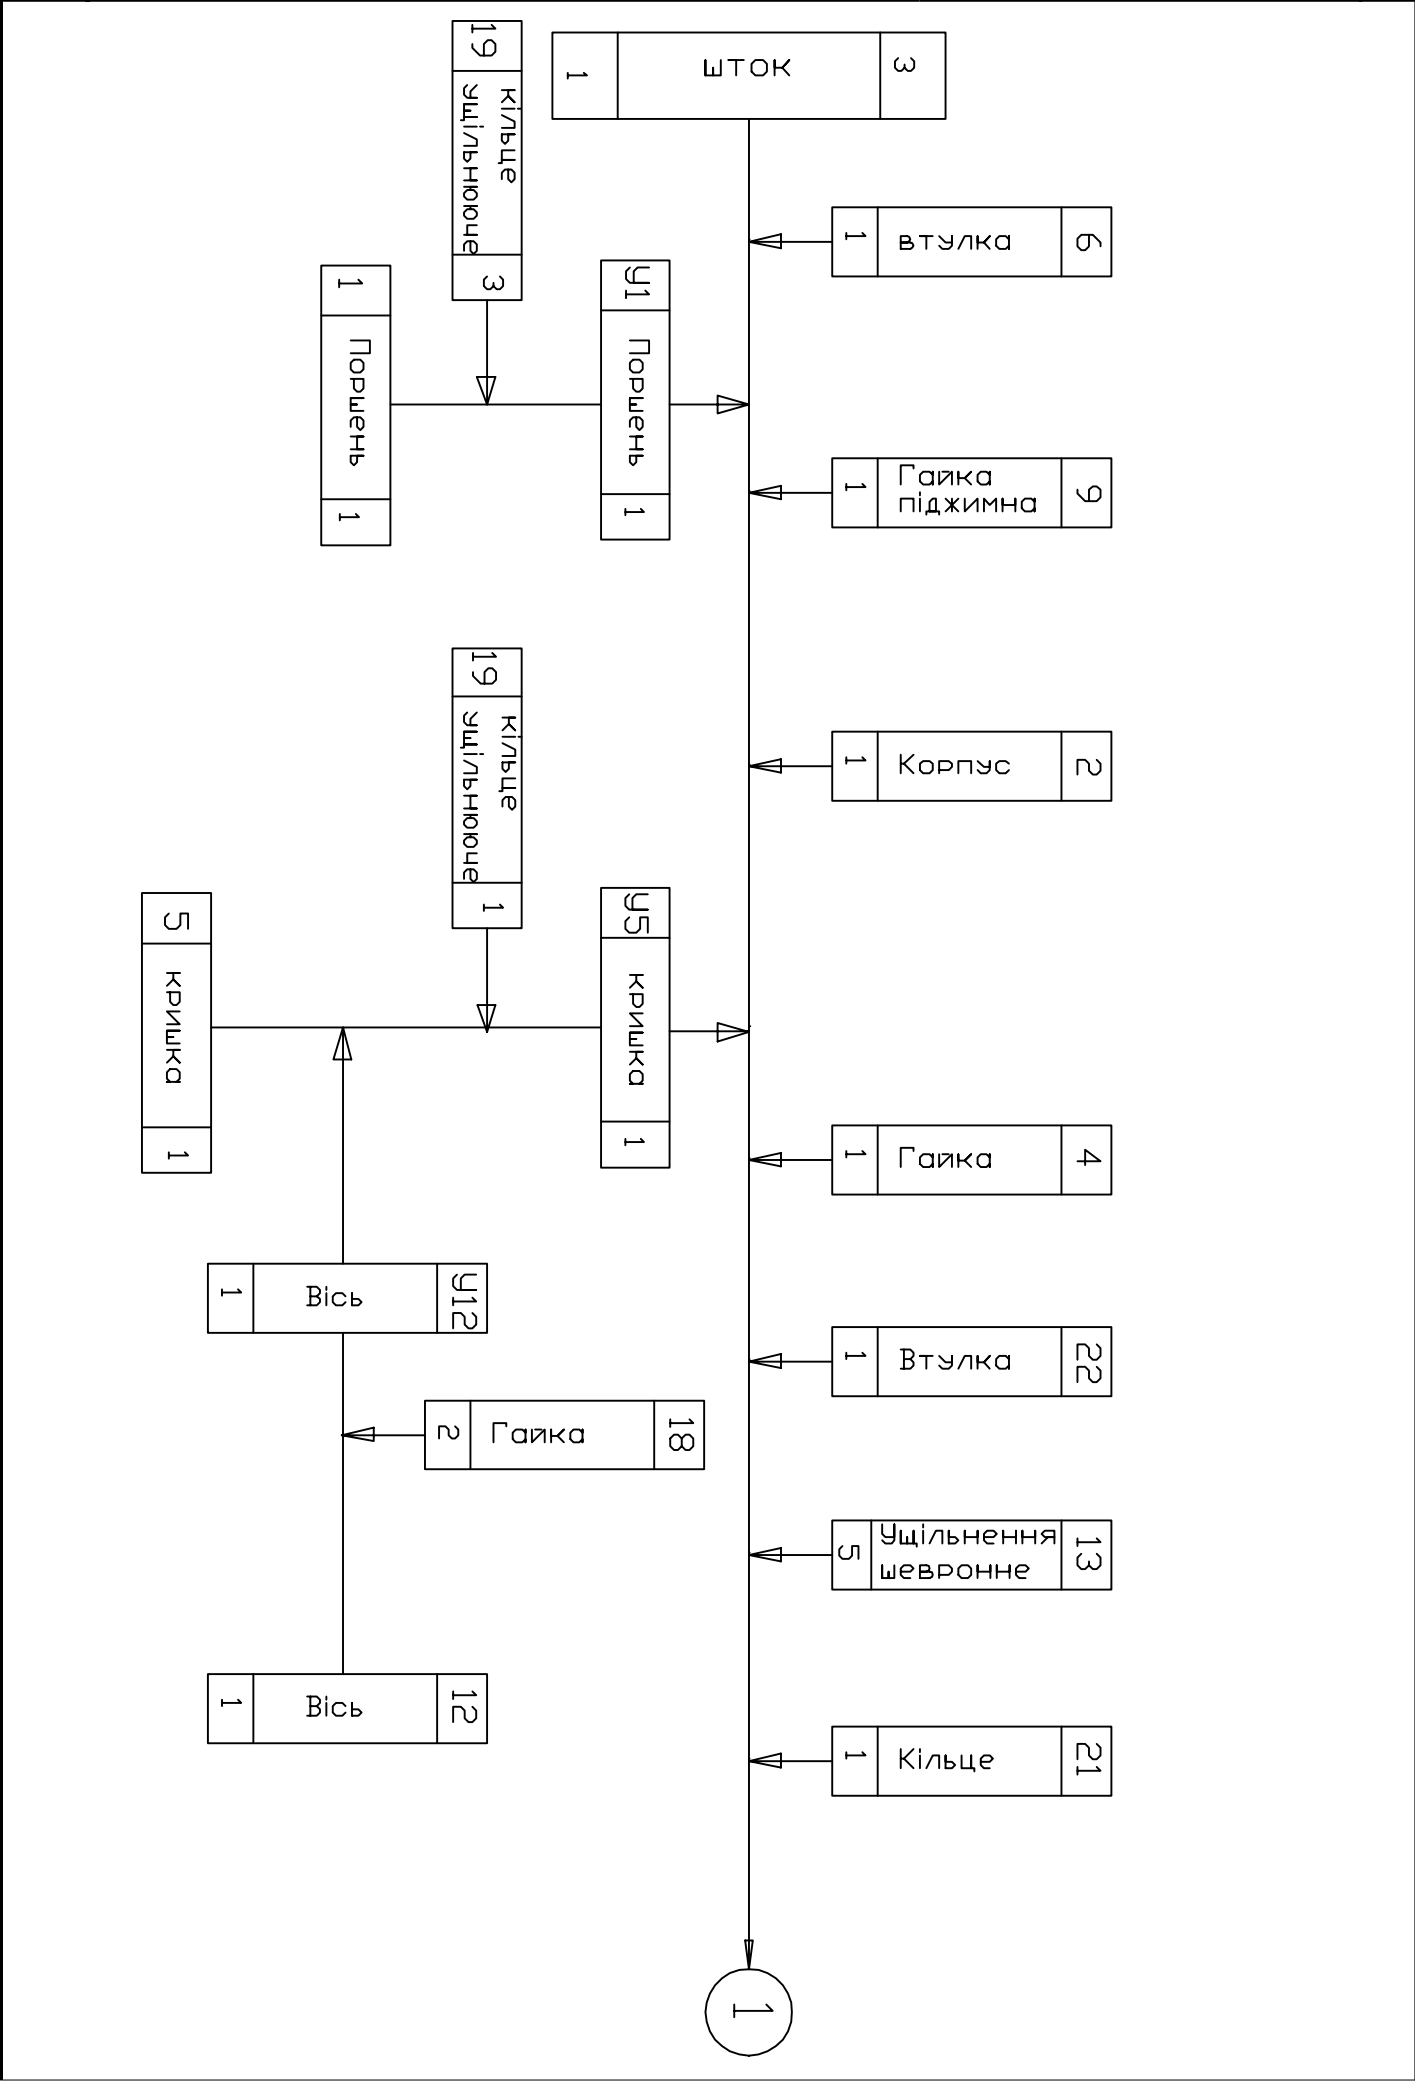 19
кільце
ущільнююче
3
1
шток
3
1
втулка
6
У1
Поршень
1
1
Поршень
1
1
Гайка
піджимна
9
19
кільце
ущільнююче
1
1
Корпус
2
У5
кришка
1
5
кришка
1
1
Гайка
4
1
Вісь
У12
1
Втулка
22
2
Гайка
18
5
Ущільнення
шевронне
13
1
Вісь
12
1
Кільце
21
1